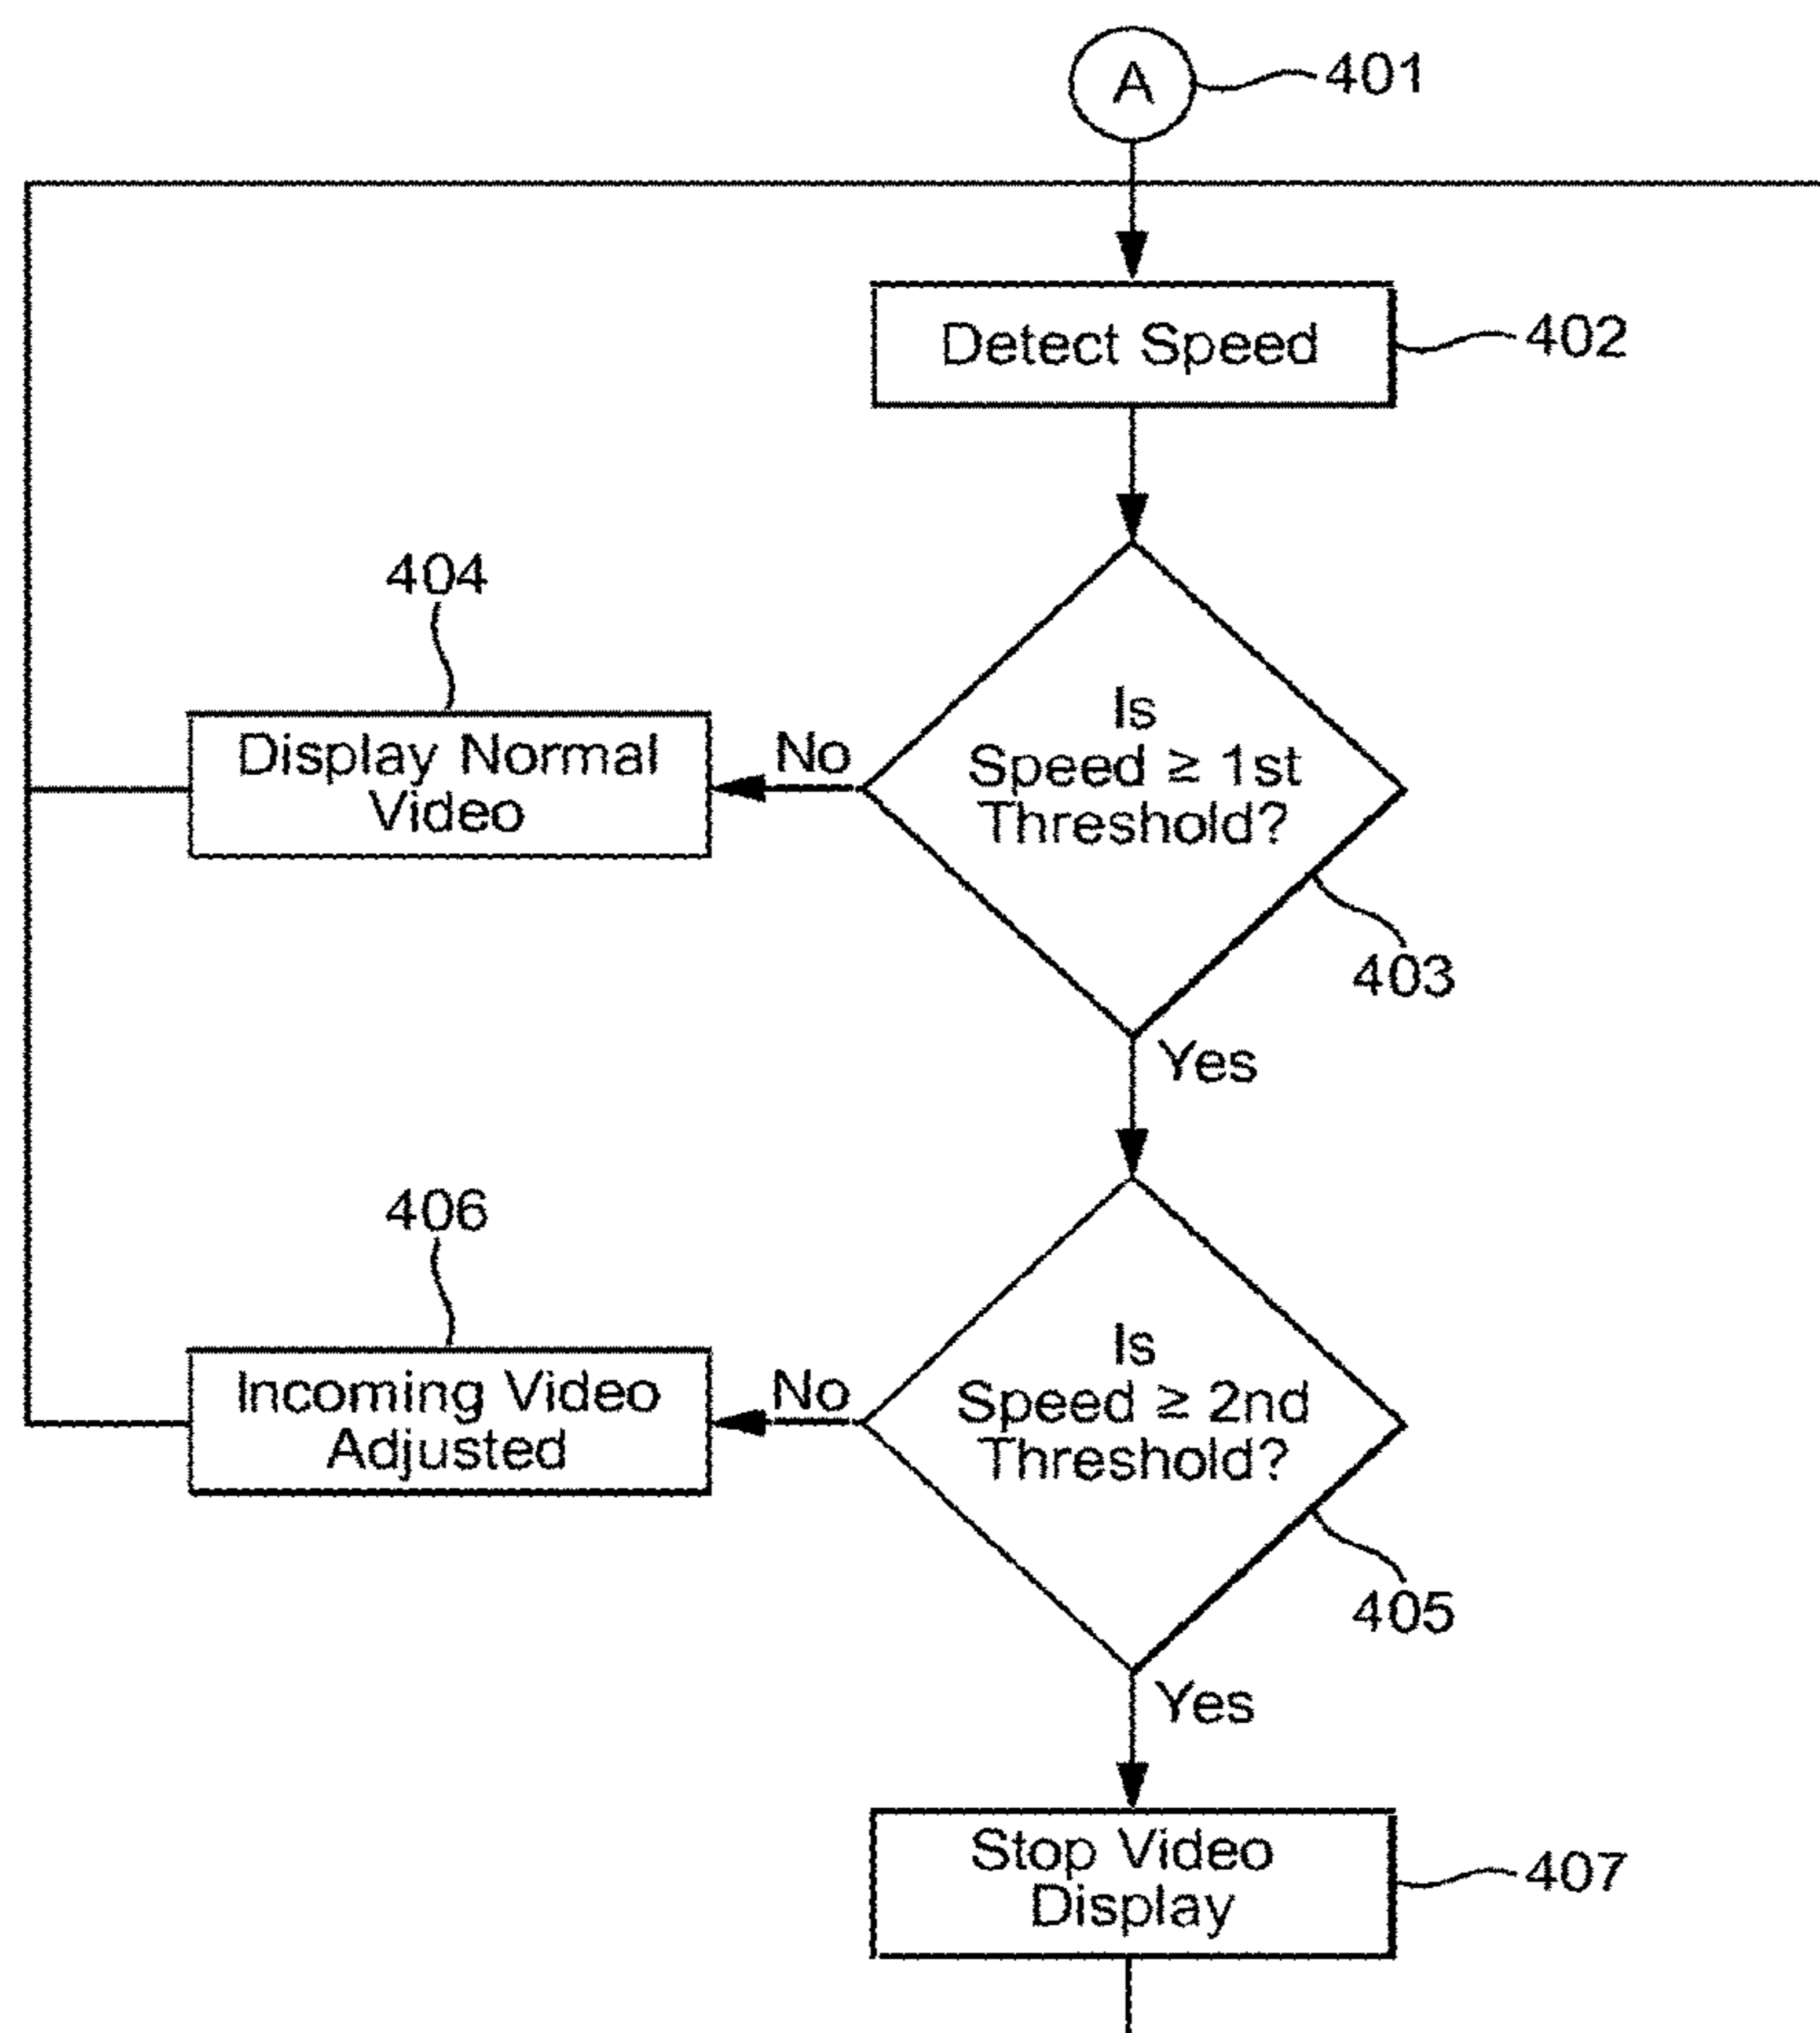 A
401
Detect Speed
402
404
Display Normal
Video
No
Is
Speed ≥ 1st
Threshold?
403
Yes
406
Incoming Video
Adjusted
No
Is
Speed ≥ 2nd
Threshold?
405
Yes
Stop Video
Display
407